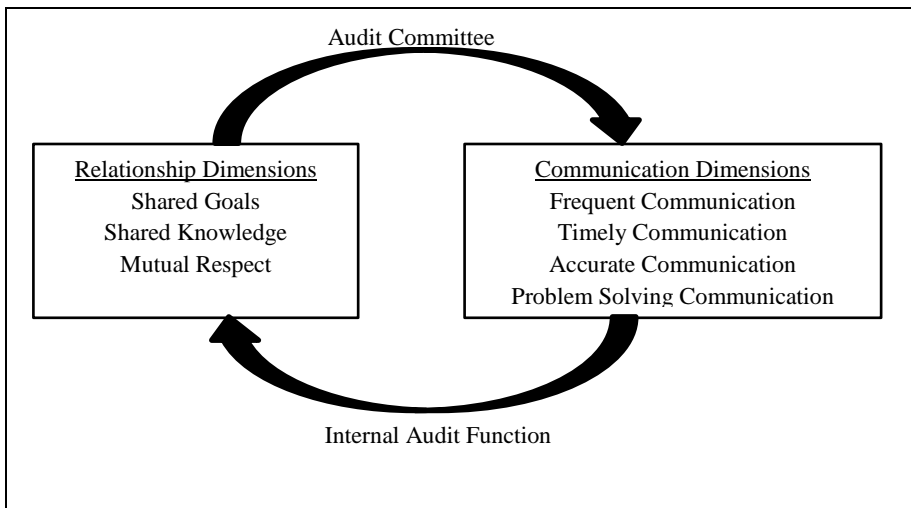 Audit Committee
Relationship Dimensions
Shared Goals
Shared Knowledge
Mutual Respect
Communication Dimensions
Frequent Communication
Timely Communication
Accurate Communication
Problem Solving Communication
Internal Audit Function